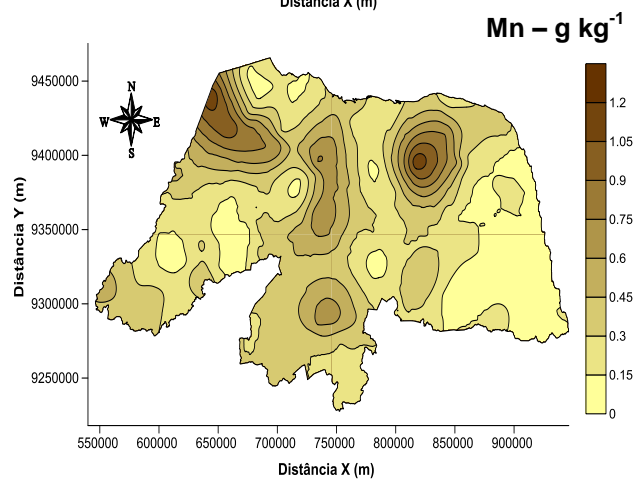 Distância X (m)
Mn – g kg-1
9450000
9400000
9350000
9300000
9250000
Distância Y (m)
N
W E
S
1.2
1.05
0.9
0.75
0.6
0.45
0.3
0.15
0
550000 600000 650000 700000 750000 800000 850000 900000
Distância X (m)